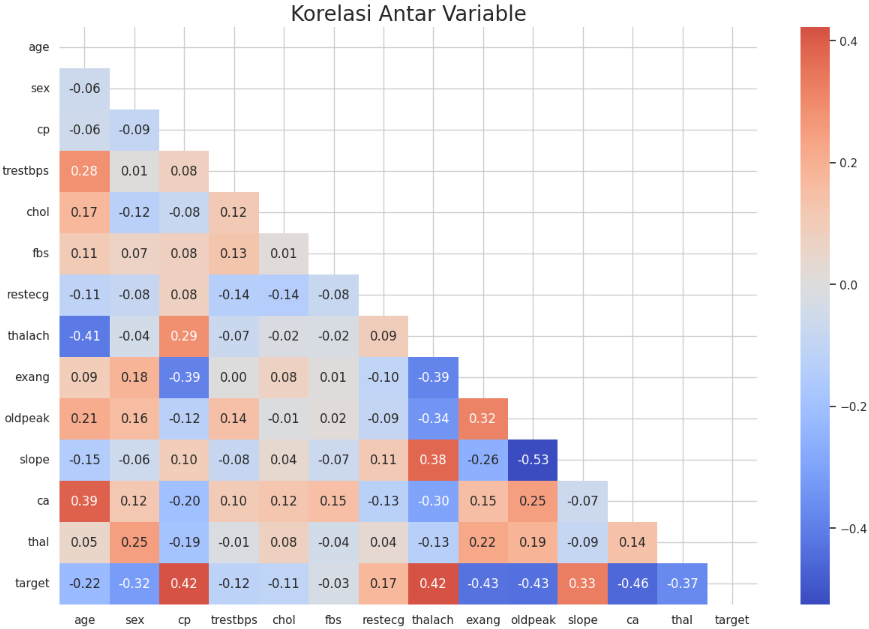 Korelasi Antar Variable
age
sex -0.06
cp -0.06 -0.09
trestbps 0.28 0.01 0.08
chol 0.17 -0.12 -0.08 0.12
fbs 0.11 0.07 0.08 0.13 0.01
restecg -0.11 -0.08 0.08 -0.14 -0.14 -0.08
thalach -0.41 -0.04 0.29 -0.07 -0.02 -0.02 0.09
exang 0.09 0.18 -0.39 0.00 0.08 0.01 -0.10 -0.39
oldpeak 0.21 0.16 -0.12 0.14 -0.01 0.02 -0.09 -0.34 0.32
slope -0.15 -0.06 0.10 -0.08 0.04 -0.07 0.11 0.38 -0.26 -0.53
ca 0.39 0.12 -0.20 0.10 0.12 0.15 -0.13 -0.30 0.15 0.25 -0.07
thal 0.05 0.25 -0.19 -0.01 0.08 -0.04 0.04 -0.13 0.22 0.19 -0.09 0.14
target -0.22 -0.32 0.42 -0.12 -0.11 -0.03 0.17 0.42 -0.43 -0.43 0.33 -0.46 -0.37
age sex cp trestbps chol fbs restecg thalach exang oldpeak slope ca thal target
0.4
0.2
0.0
−0.2
−0.4